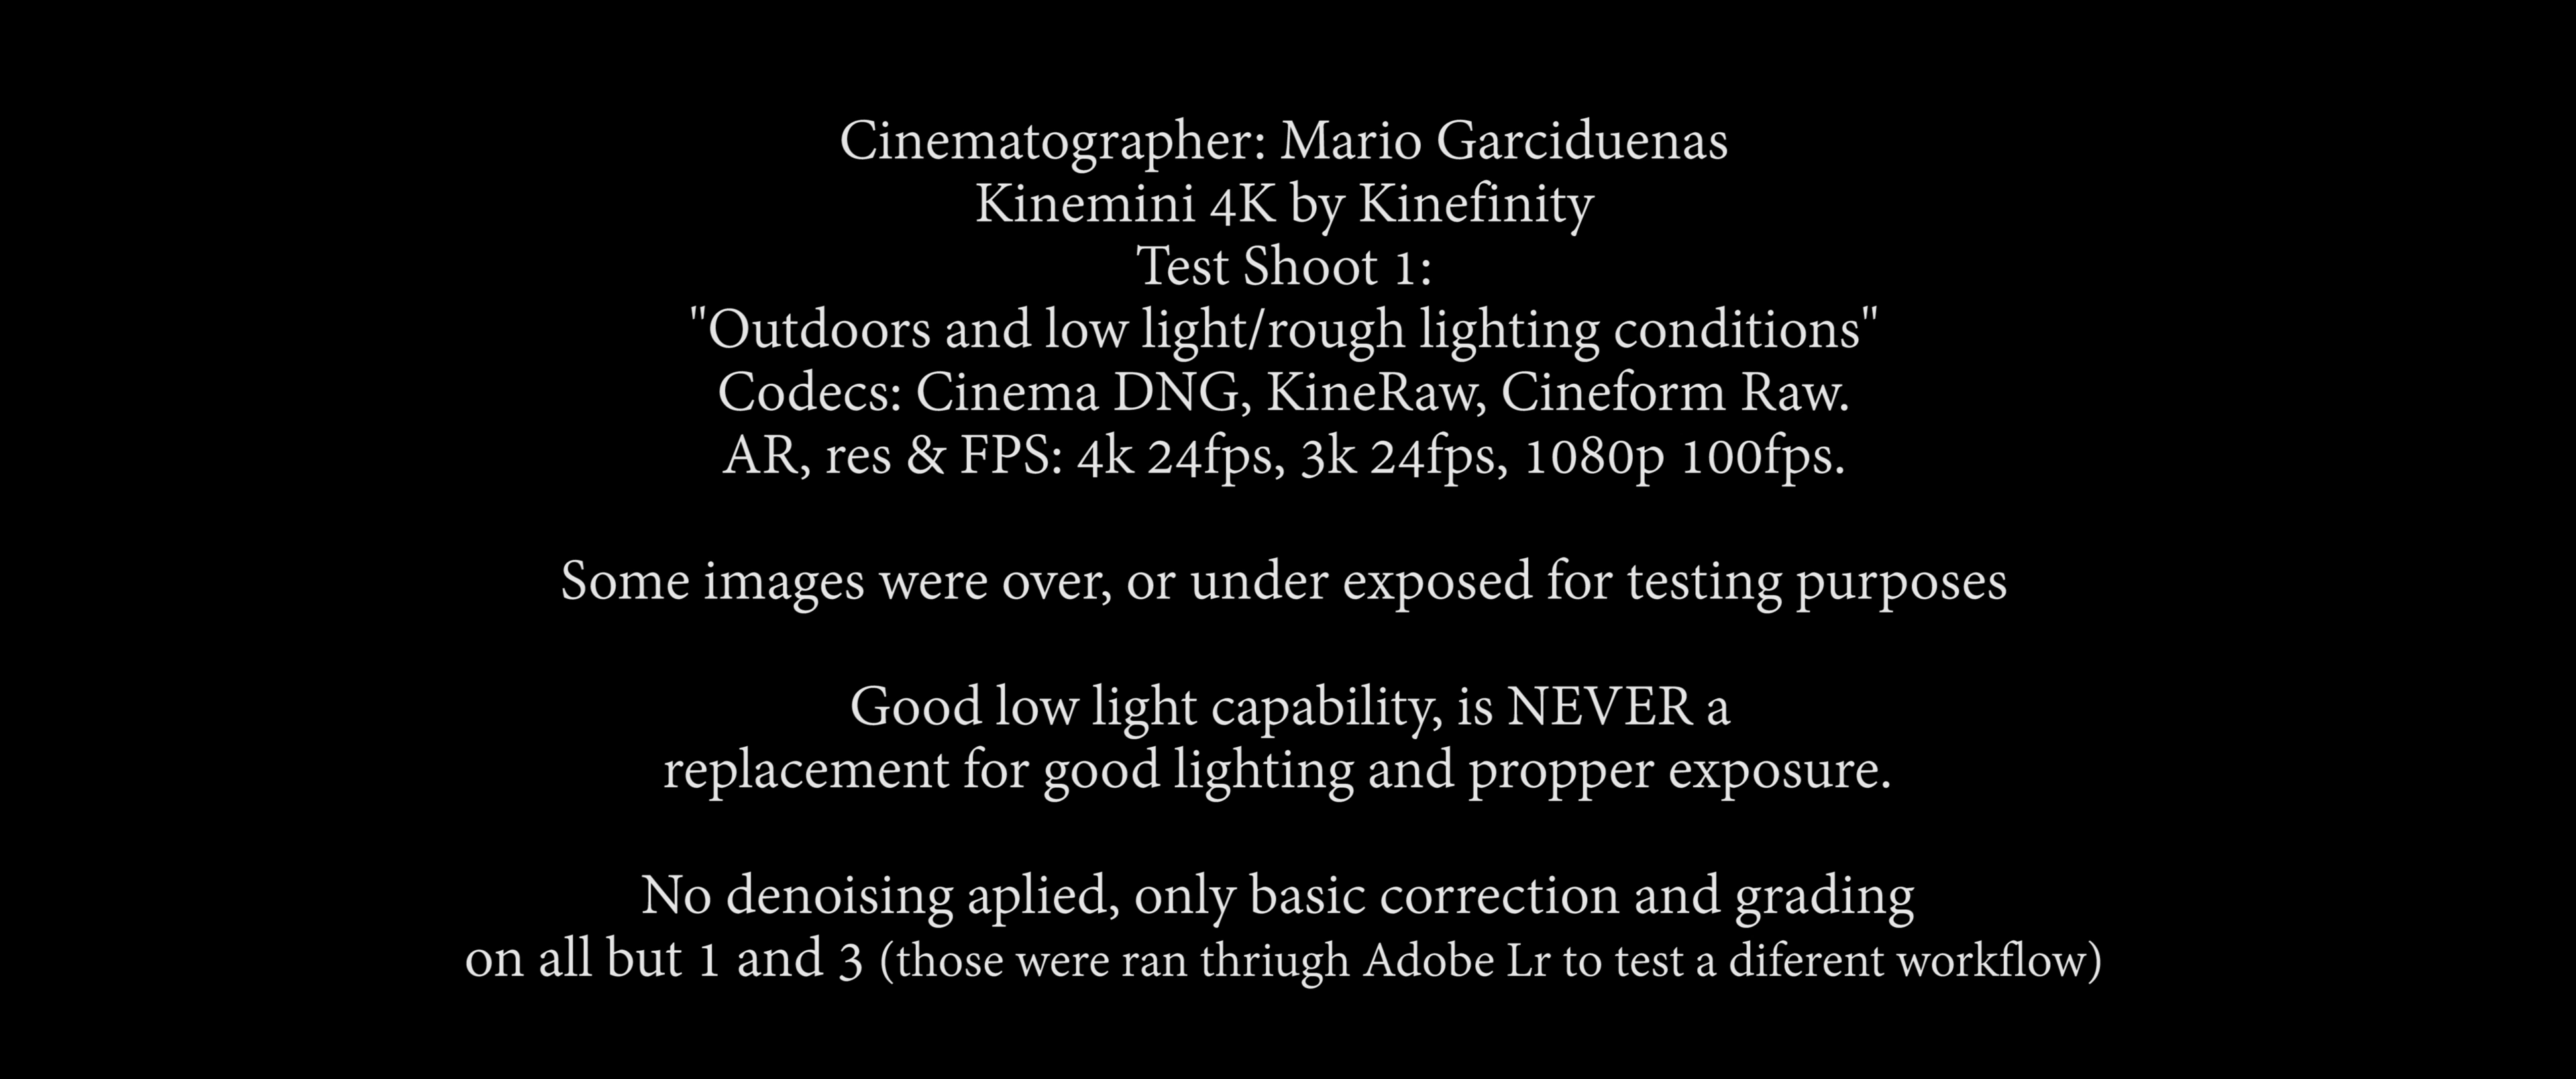 Cinematographer: Mario Garciduenas
Kinemini 4K by Kinefinity
Test Shoot 1:
"Outdoors and low light/rough lighting conditions"
Codecs: Cinema DNG, KineRaw, Cineform Raw.
AR, res & FPS: 4k 24fps, 3k 24fps, 1080p 100fps.
Some images were over, or under exposed for testing purposes
Good low light capability, is NEVER a
replacement for good lighting and propper exposure.
No denoising aplied, only basic correction and grading
on all but 1 and 3 (those were ran thriugh Adobe Lr to test a diferent workflow)